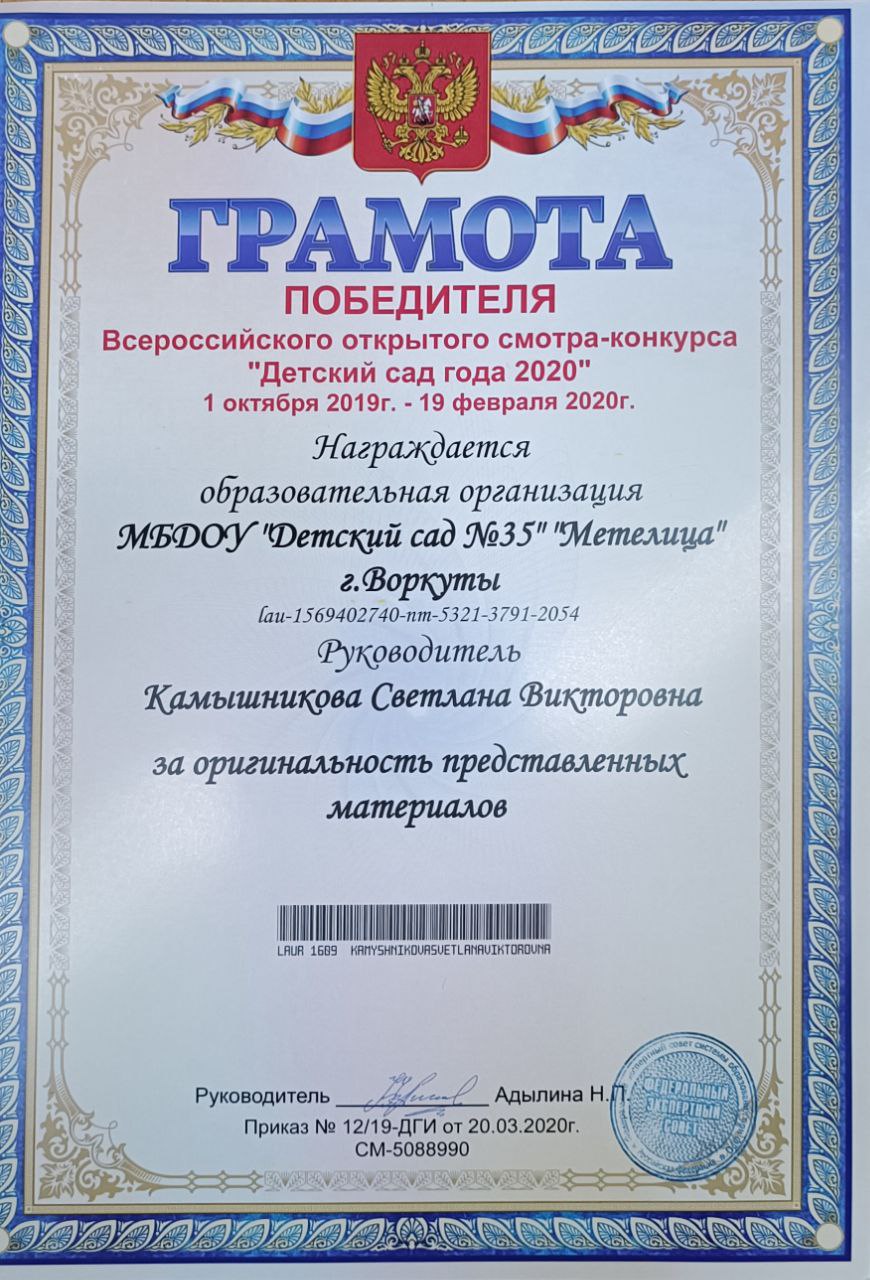 ГРАМОТА
ПОБЕДИТЕЛЯ
Всероссийского открытого смотра-конкурса
"Детский сад года 2020"
1 октября 2019г. - 19 февраля 2020г.
Награждается
образовательная организация
МБДОУ "Детский сад №35" "Метелица"
г.Воркуты
lau-1569402740-nm-5321-3791-2054
Руководитель
Камышникова Светлана Викторовна
за оригинальность представленных
материалов
LAUR 1609 KAMYSHNIKOVASVETLANAVIKTOROVNA
Руководитель Адылина Н.П.
Приказ № 12/19-ДГИ от 20.03.2020г.
СМ-5088990
ФЕДЕРАЛЬНЫЙ
ЭКСПЕРТНЫЙ
СОВЕТ